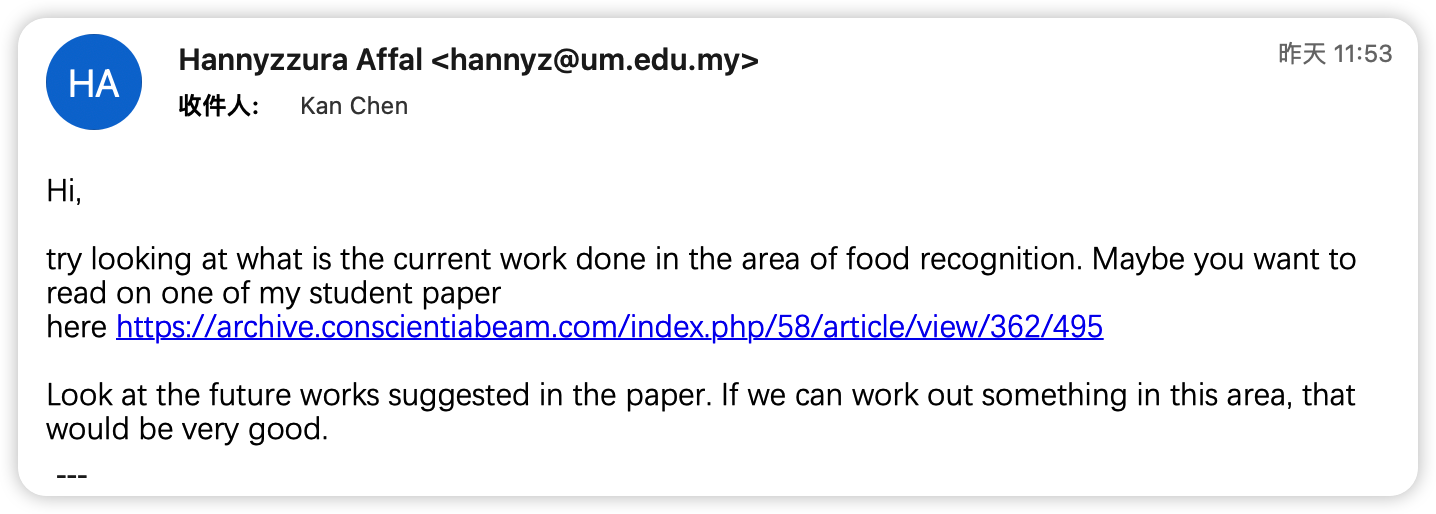 HA
Hannyzzura Affal <hannyz@um.edu.my>
昨天 11:53
收件人: Kan Chen
Hi,
try looking at what is the current work done in the area of food recognition. Maybe you want to
read on one of my student paper
here https://archive.conscientiabeam.com/index.php/58/article/view/362/495
Look at the future works suggested in the paper. If we can work out something in this area, that
would be very good.
---